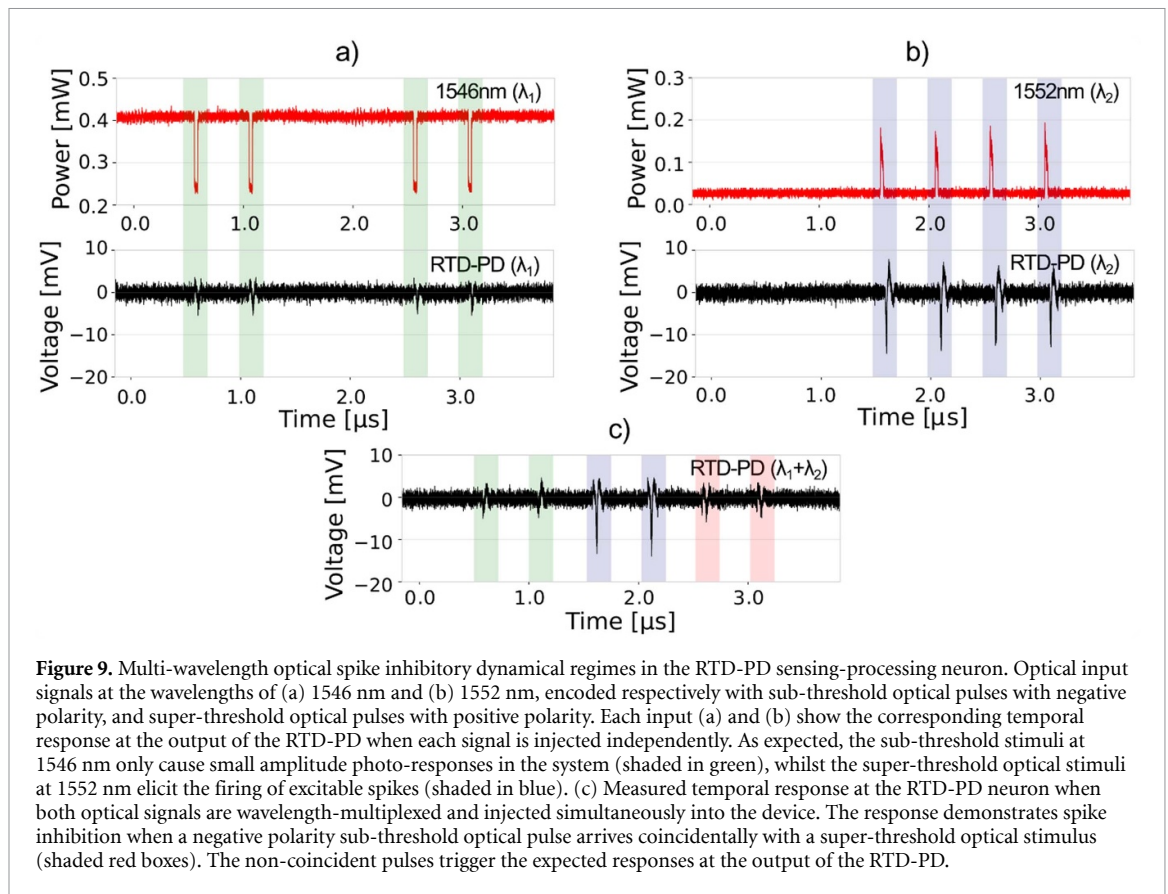 a)
0.5
0.4
0.3
0.2
Power [mW]
1546nm (λ₁)
0.0 1.0 2.0 3.0
10
0
−10
−20
Voltage [mV]
RTD-PD (λ₁)
0.0 1.0 2.0 3.0
Time [μs]
b)
0.3
0.2
0.1
0.0
Power [mW]
1552nm (λ₂)
0.0 1.0 2.0 3.0
10
0
−10
−20
Voltage [mV]
RTD-PD (λ₂)
0.0 1.0 2.0 3.0
Time [μs]
c)
10
0
−10
−20
Voltage [mV]
RTD-PD (λ₁+λ₂)
0.0 1.0 2.0 3.0
Time [μs]
Figure 9. Multi-wavelength optical spike inhibitory dynamical regimes in the RTD-PD sensing-processing neuron. Optical input
signals at the wavelengths of (a) 1546 nm and (b) 1552 nm, encoded respectively with sub-threshold optical pulses with negative
polarity, and super-threshold optical pulses with positive polarity. Each input (a) and (b) show the corresponding temporal
response at the output of the RTD-PD when each signal is injected independently. As expected, the sub-threshold stimuli at
1546 nm only cause small amplitude photo-responses in the system (shaded in green), whilst the super-threshold optical stimuli
at 1552 nm elicit the firing of excitable spikes (shaded in blue). (c) Measured temporal response at the RTD-PD neuron when
both optical signals are wavelength-multiplexed and injected simultaneously into the device. The response demonstrates spike
inhibition when a negative polarity sub-threshold optical pulse arrives coincidentally with a super-threshold optical stimulus
(shaded red boxes). The non-coincident pulses trigger the expected responses at the output of the RTD-PD.